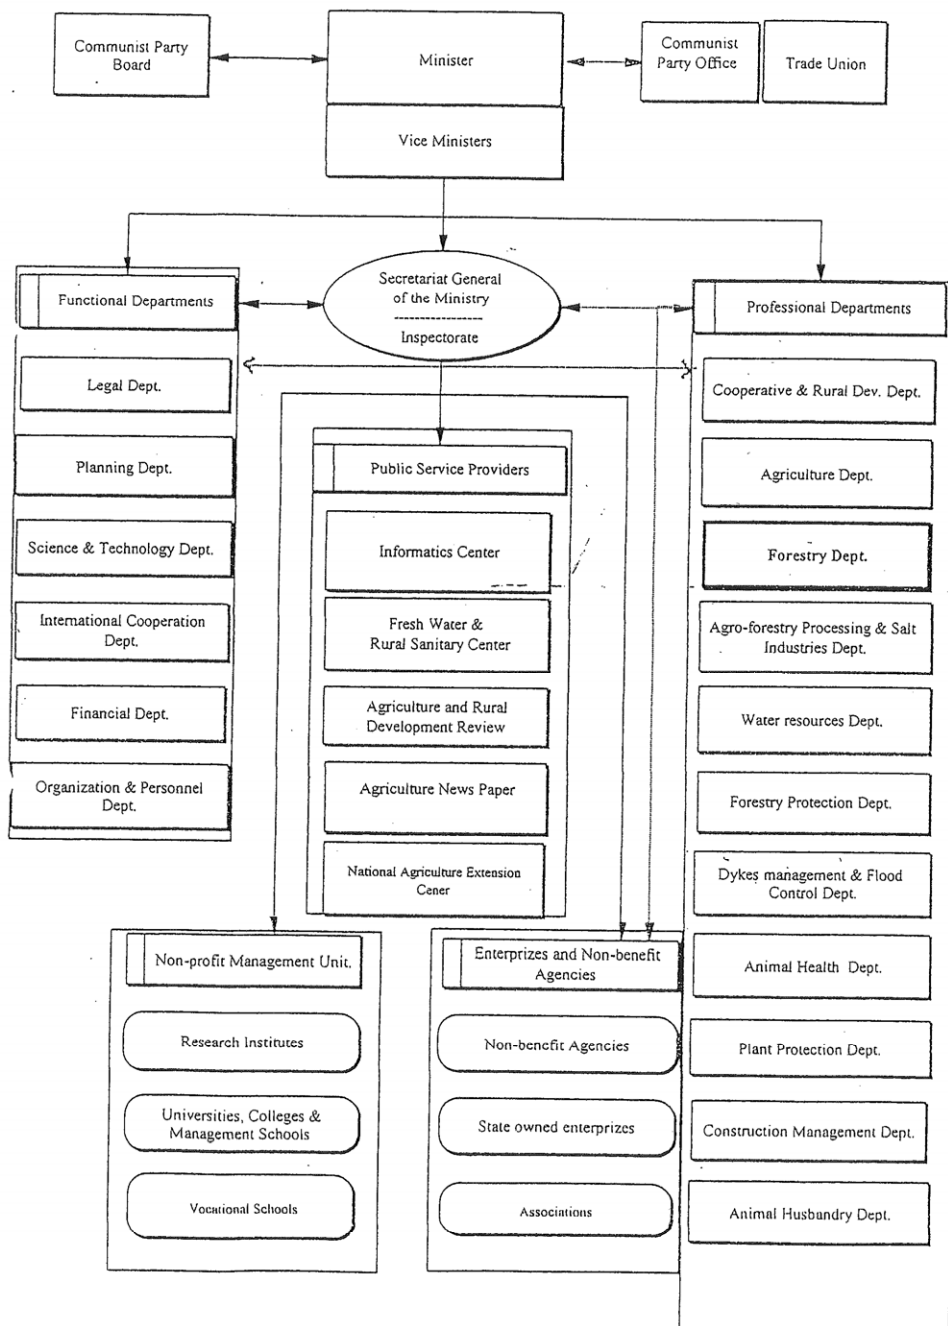 Communist Party
Board
Minister
Communist
Party Office
Trade Union
Vice Ministers
Secretariat General
of the Ministry
--------------------
Inspectorate
Functional Departments
Legal Dept.
Planning Dept.
Science & Technology Dept.
International Cooperation
Dept.
Financial Dept.
Organization & Personnel
Dept.
Public Service Providers
Informatics Center
Fresh Water &
Rural Sanitary Center
Agriculture and Rural
Development Review
Agriculture News Paper
National Agriculture Extension
Cener
Professional Departments
Cooperative & Rural Dev. Dept.
Agriculture Dept.
Forestry Dept.
Agro-forestry Processing & Salt
Industries Dept.
Water resources Dept.
Forestry Protection Dept.
Dykes management & Flood
Control Dept.
Animal Health Dept.
Plant Protection Dept.
Construction Management Dept.
Animal Husbandry Dept.
Non-profit Management Unit.
Research Institutes
Universities, Colleges &
Management Schools
Vocational Schools
Enterprizes and Non-benefit
Agencies
Non-benefit Agencies
State owned enterprizes
Associations